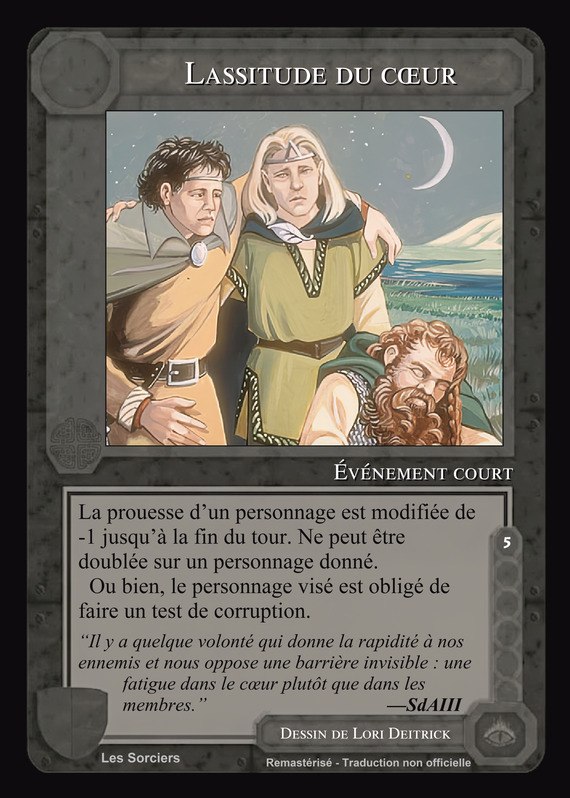 Lassitude du cœur
Événement court
La prouesse d’un personnage est modifiée de
-1 jusqu’à la fin du tour. Ne peut être
doublée sur un personnage donné.
Ou bien, le personnage visé est obligé de
faire un test de corruption.
5
“Il y a quelque volonté qui donne la rapidité à nos
ennemis et nous oppose une barrière invisible : une
fatigue dans le cœur plutôt que dans les
membres.” —SdAIII
Dessin de Lori Deitrick
Les Sorciers
Remastérisé - Traduction non officielle